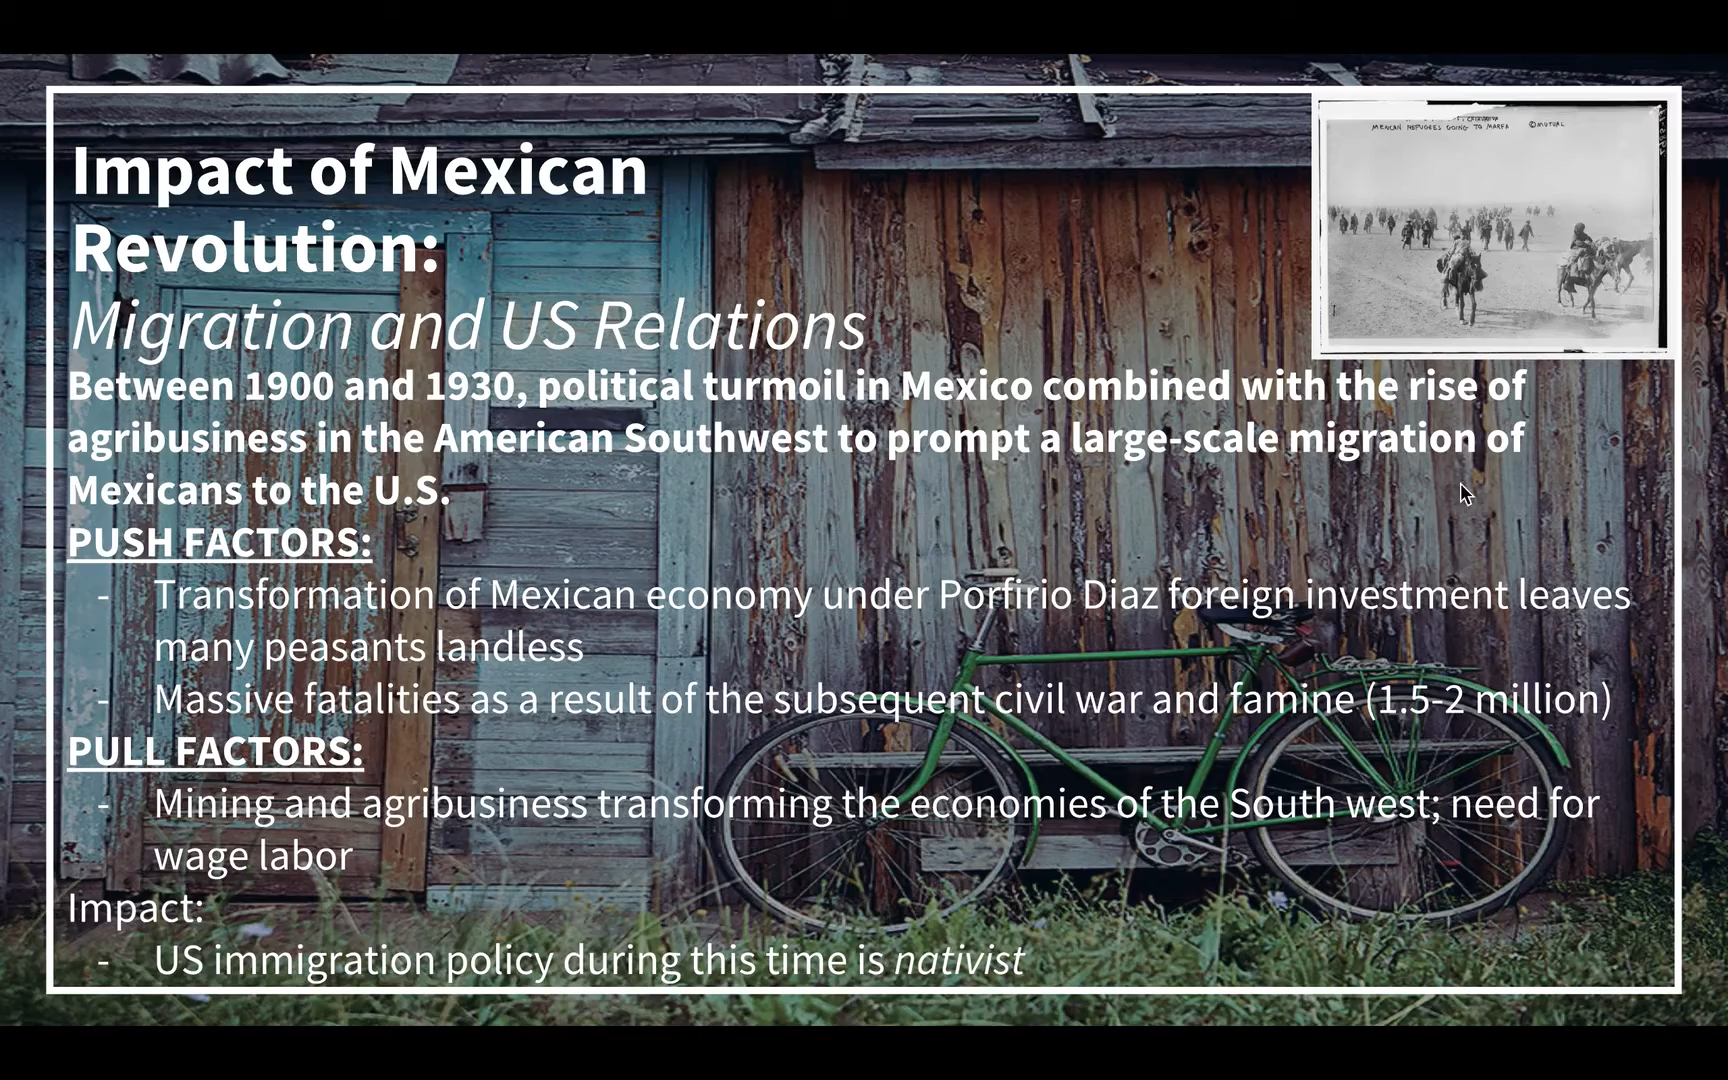 MEXICAN REFUGEES GOING TO MARFA ©MUTUAL
Impact of Mexican
Revolution:
Migration and US Relations
Between 1900 and 1930, political turmoil in Mexico combined with the rise of
agribusiness in the American Southwest to prompt a large-scale migration of
Mexicans to the U.S.
PUSH FACTORS:
- Transformation of Mexican economy under Porfirio Diaz foreign investment leaves
many peasants landless
- Massive fatalities as a result of the subsequent civil war and famine (1.5-2 million)
PULL FACTORS:
- Mining and agribusiness transforming the economies of the South west; need for
wage labor
Impact:
- US immigration policy during this time is nativist